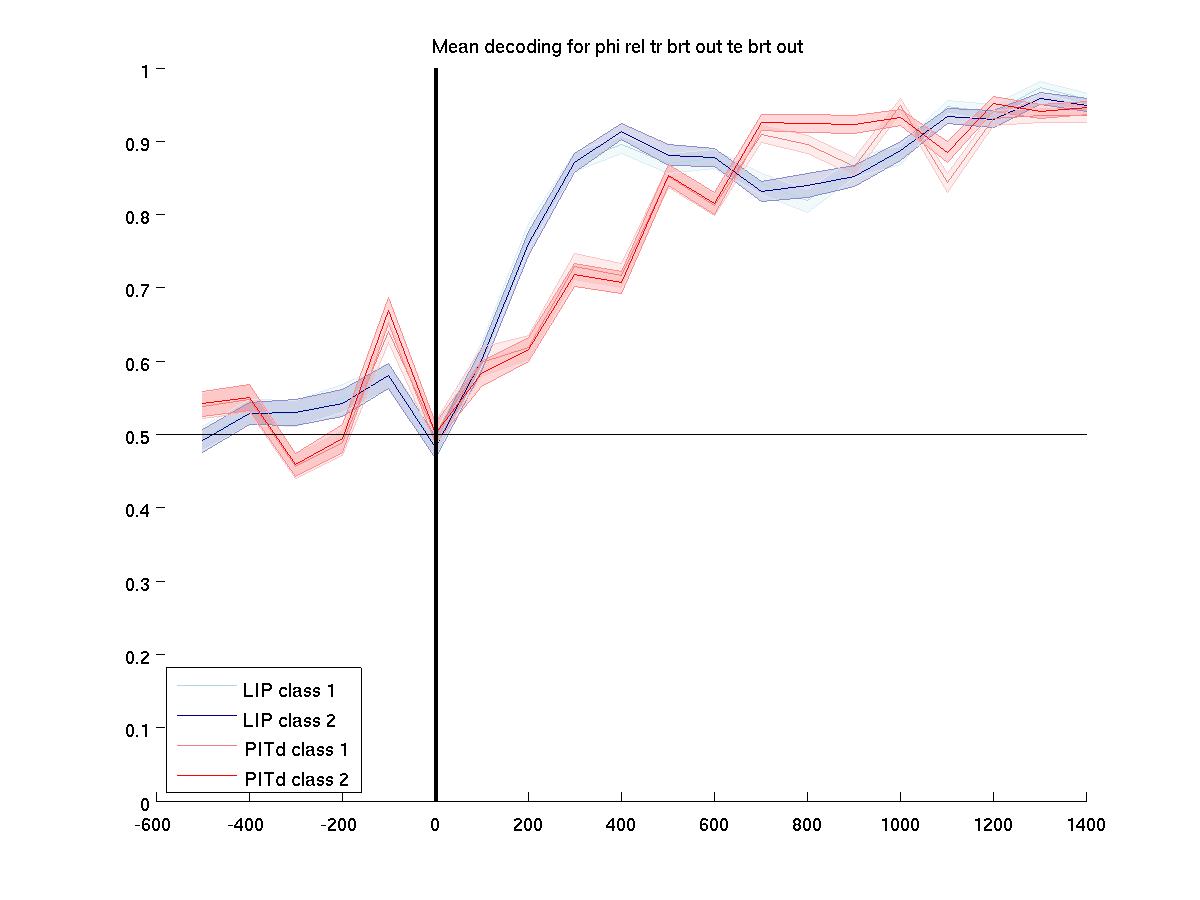 Mean decoding for phi rel tr brt out te brt out
1
0.9
0.8
0.7
0.6
0.5
0.4
0.3
0.2
0.1
0
LIP class 1
LIP class 2
PITd class 1
PITd class 2
-600 -400 -200 0 200 400 600 800 1000 1200 1400